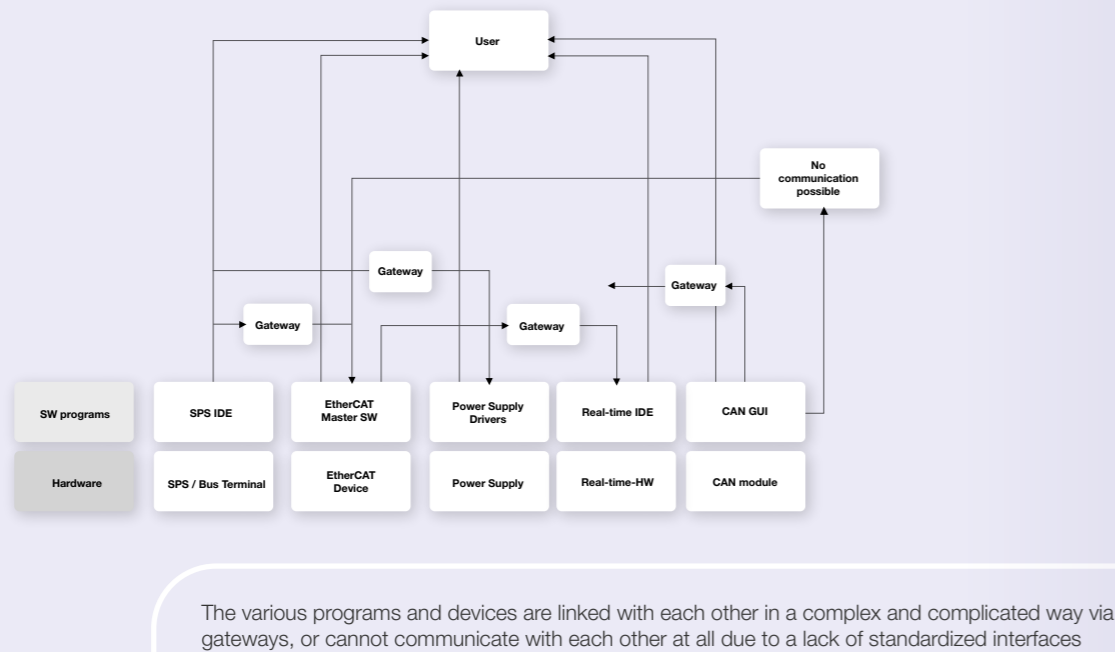 User
No
communication
possible
Gateway
Gateway
Gateway
Gateway
SW programs
SPS IDE
EtherCAT
Master SW
Power Supply
Drivers
Real-time IDE
CAN GUI
Hardware
SPS / Bus Terminal
EtherCAT
Device
Power Supply
Real-time-HW
CAN module
The various programs and devices are linked with each other in a complex and complicated way via
gateways, or cannot communicate with each other at all due to a lack of standardized interfaces